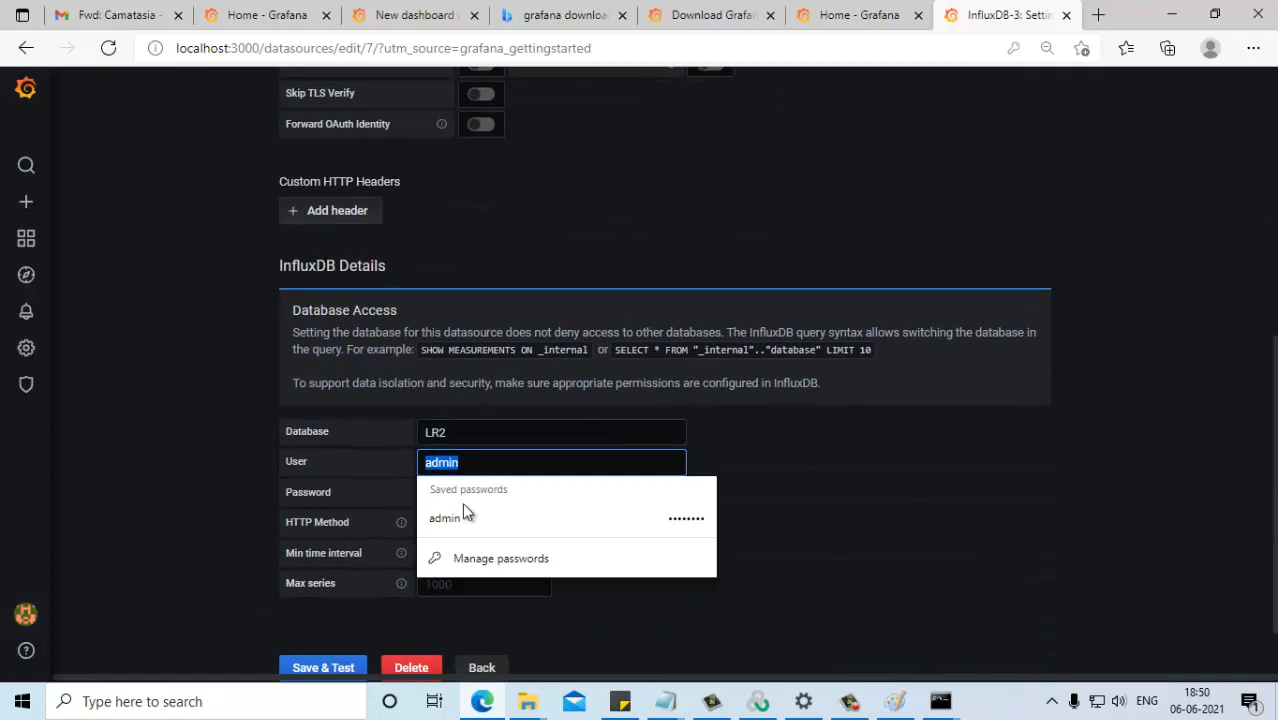 Fwd: Camatasia -
Home - Grafana
New dashboard
grafana downloa
Download Grafan
Home - Grafana
InfluxDB-3: Settin
localhost:3000/datasources/edit/7/?utm_source=grafana_gettingstarted
Skip TLS Verify
Forward OAuth Identity
Custom HTTP Headers
+ Add header
InfluxDB Details
Database Access
Setting the database for this datasource does not deny access to other databases. The InfluxDB query syntax allows switching the database in
the query. For example: SHOW MEASUREMENTS ON _internal or SELECT * FROM "_internal".."database" LIMIT 10
To support data isolation and security, make sure appropriate permissions are configured in InfluxDB.
Database LR2
User admin
Saved passwords
Password
admin ••••••••
HTTP Method
Min time interval
Manage passwords
Max series 1000
Save & Test Delete Back
Type here to search
ENG
18:50
06-06-2021
1